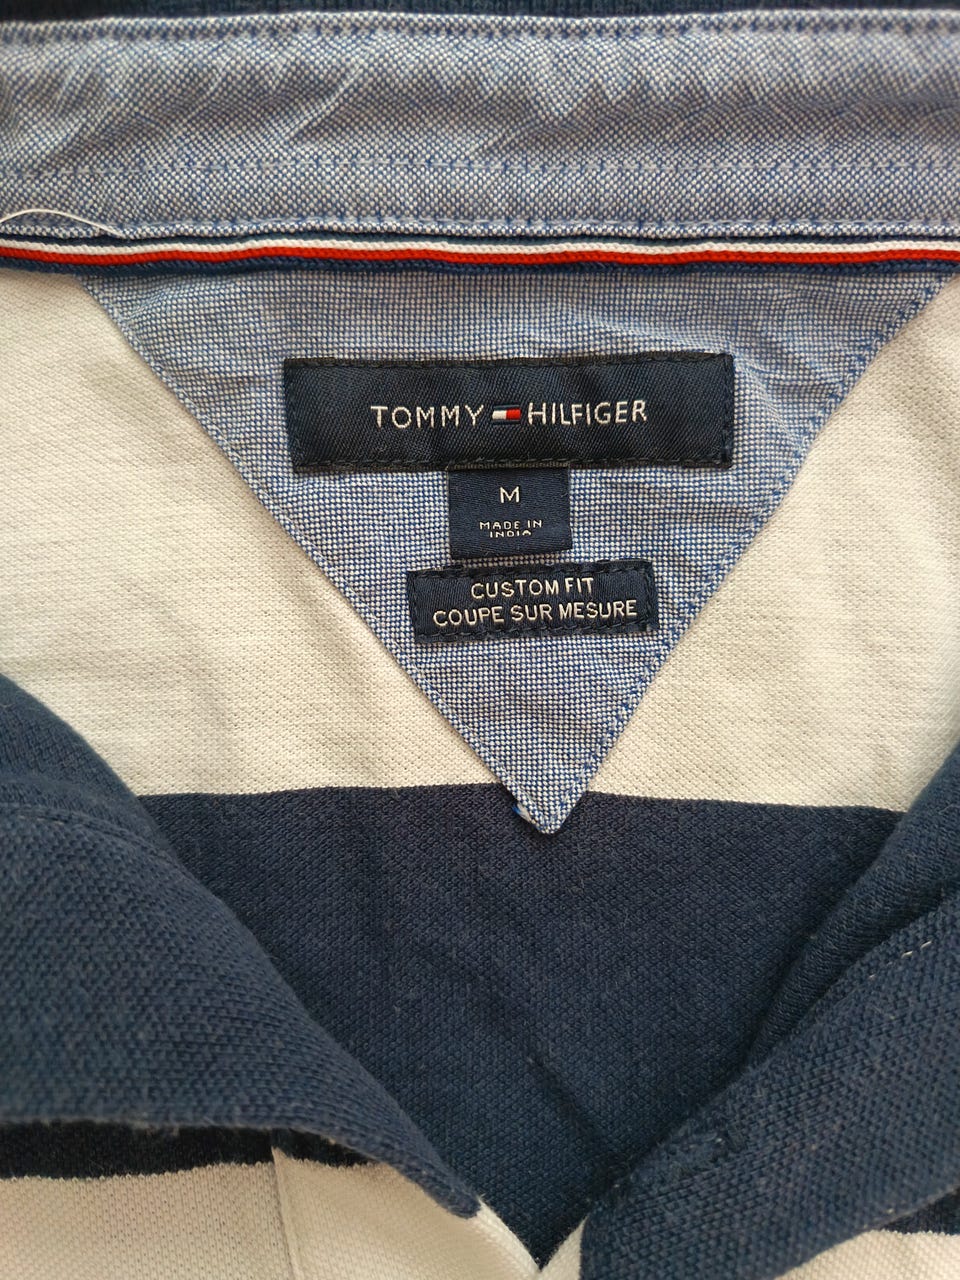 TOMMY HILFIGER
M
MADE IN
INDIA
CUSTOM FIT
COUPE SUR MESURE